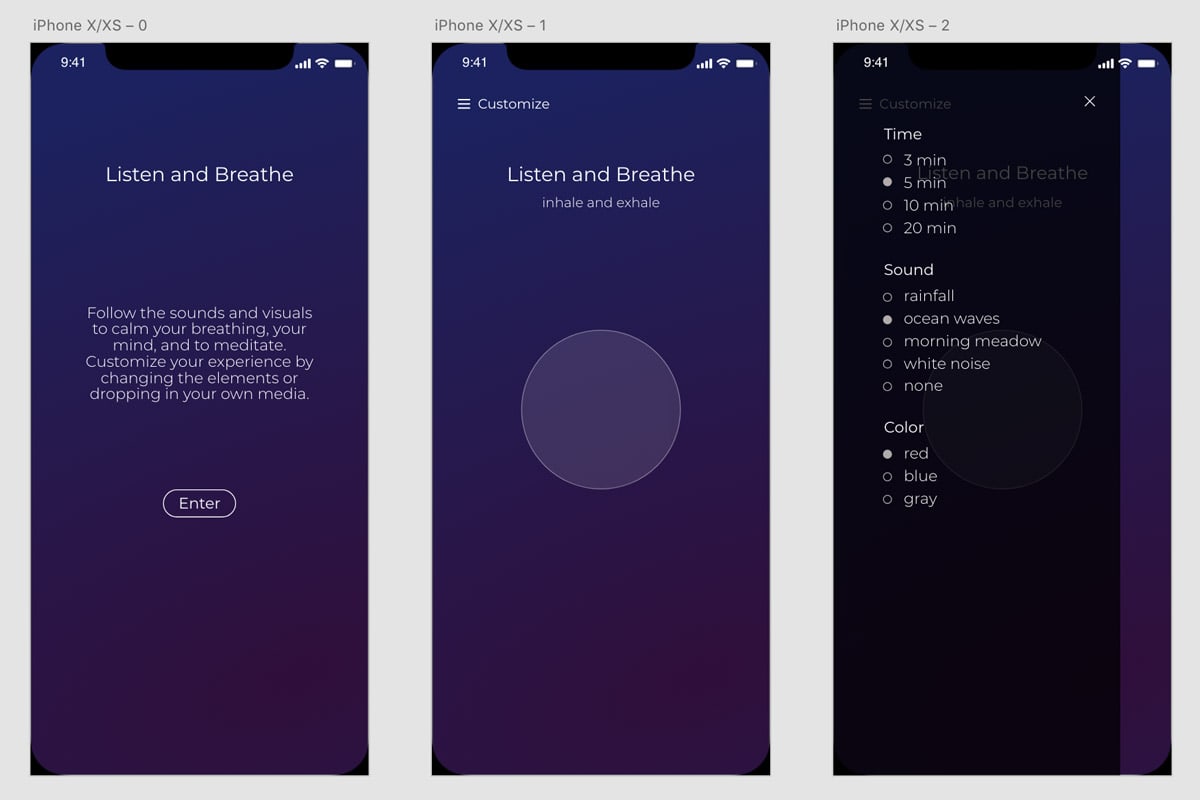 iPhone X/XS – 0
9:41
Listen and Breathe
Follow the sounds and visuals
to calm your breathing, your
mind, and to meditate.
Customize your experience by
changing the elements or
dropping in your own media.
Enter
iPhone X/XS – 1
9:41
Customize
Listen and Breathe
inhale and exhale
iPhone X/XS – 2
9:41
Customize
Time
3 min
Listen and Breathe
5 min
inhale and exhale
10 min
20 min
Sound
rainfall
ocean waves
morning meadow
white noise
none
Color
red
blue
gray